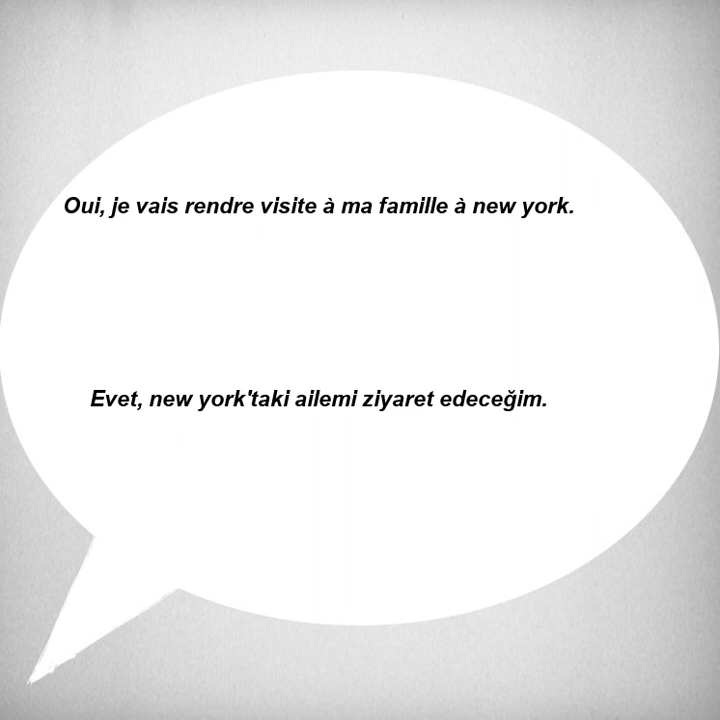 Oui, je vais rendre visite à ma famille à new york.
Evet, new york'taki ailemi ziyaret edeceğim.